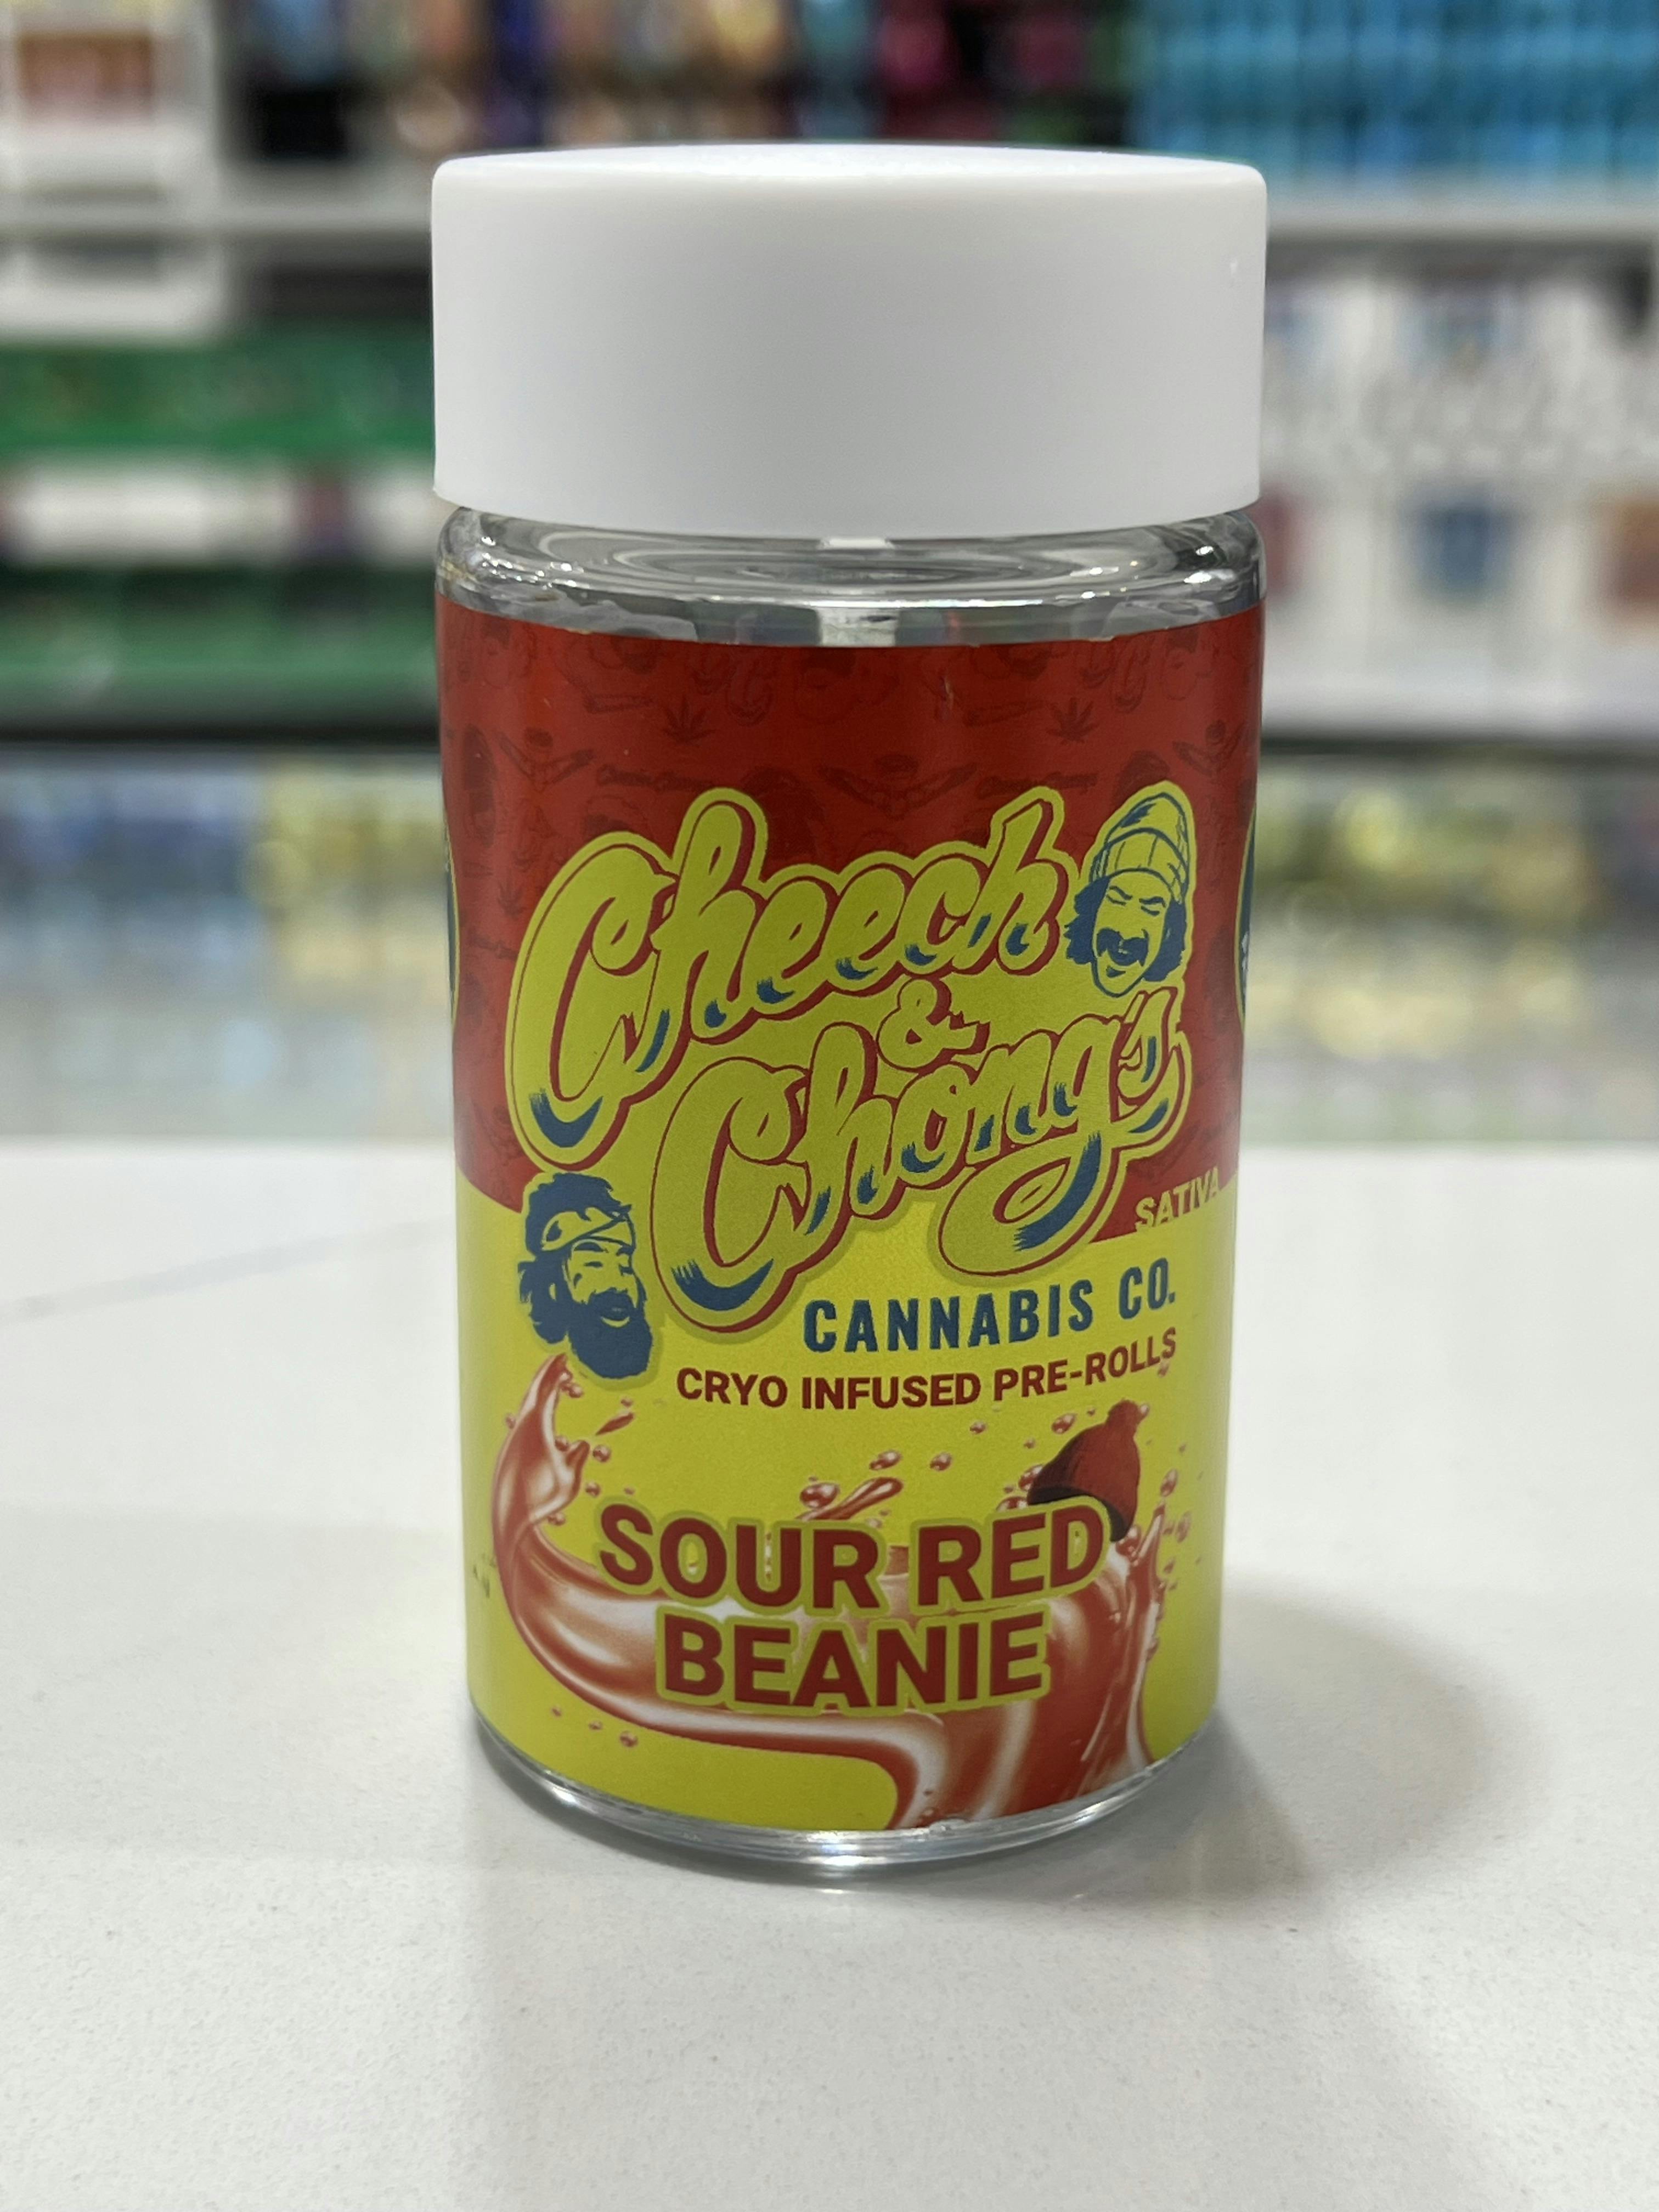 Cheech
&
Chong's
SATIVA
CANNABIS CO.
CRYO INFUSED PRE-ROLLS
SOUR RED
BEANIE